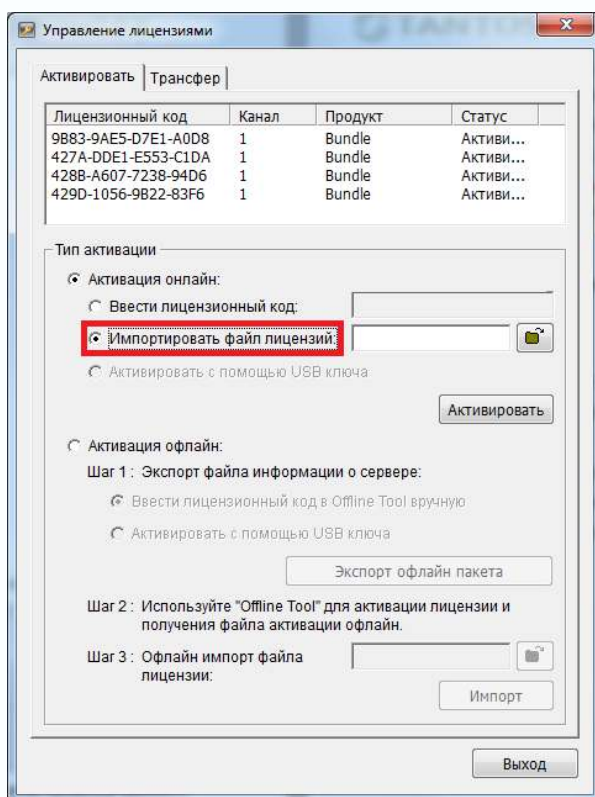 TANTOS
Управление лицензиями
Активировать Трансфер
Лицензионный код Канал Продукт Статус
9B83-9AE5-D7E1-A0D8 1 Bundle Активи...
427A-DDE1-E553-C1DA 1 Bundle Активи...
428B-A607-7238-94D6 1 Bundle Активи...
429D-1056-9B22-83F6 1 Bundle Активи...
Тип активации
Активация онлайн:
Ввести лицензионный код:
Импортировать файл лицензий:
Активировать с помощью USB ключа
Активировать
Активация офлайн:
Шаг 1 : Экспорт файла информации о сервере:
Ввести лицензионный код в Offline Tool вручную
Активировать с помощью USB ключа
Экспорт офлайн пакета
Шаг 2 : Используйте "Offline Tool" для активации лицензии и
получения файла активации офлайн.
Шаг 3 : Офлайн импорт файла
лицензии:
Импорт
Выход